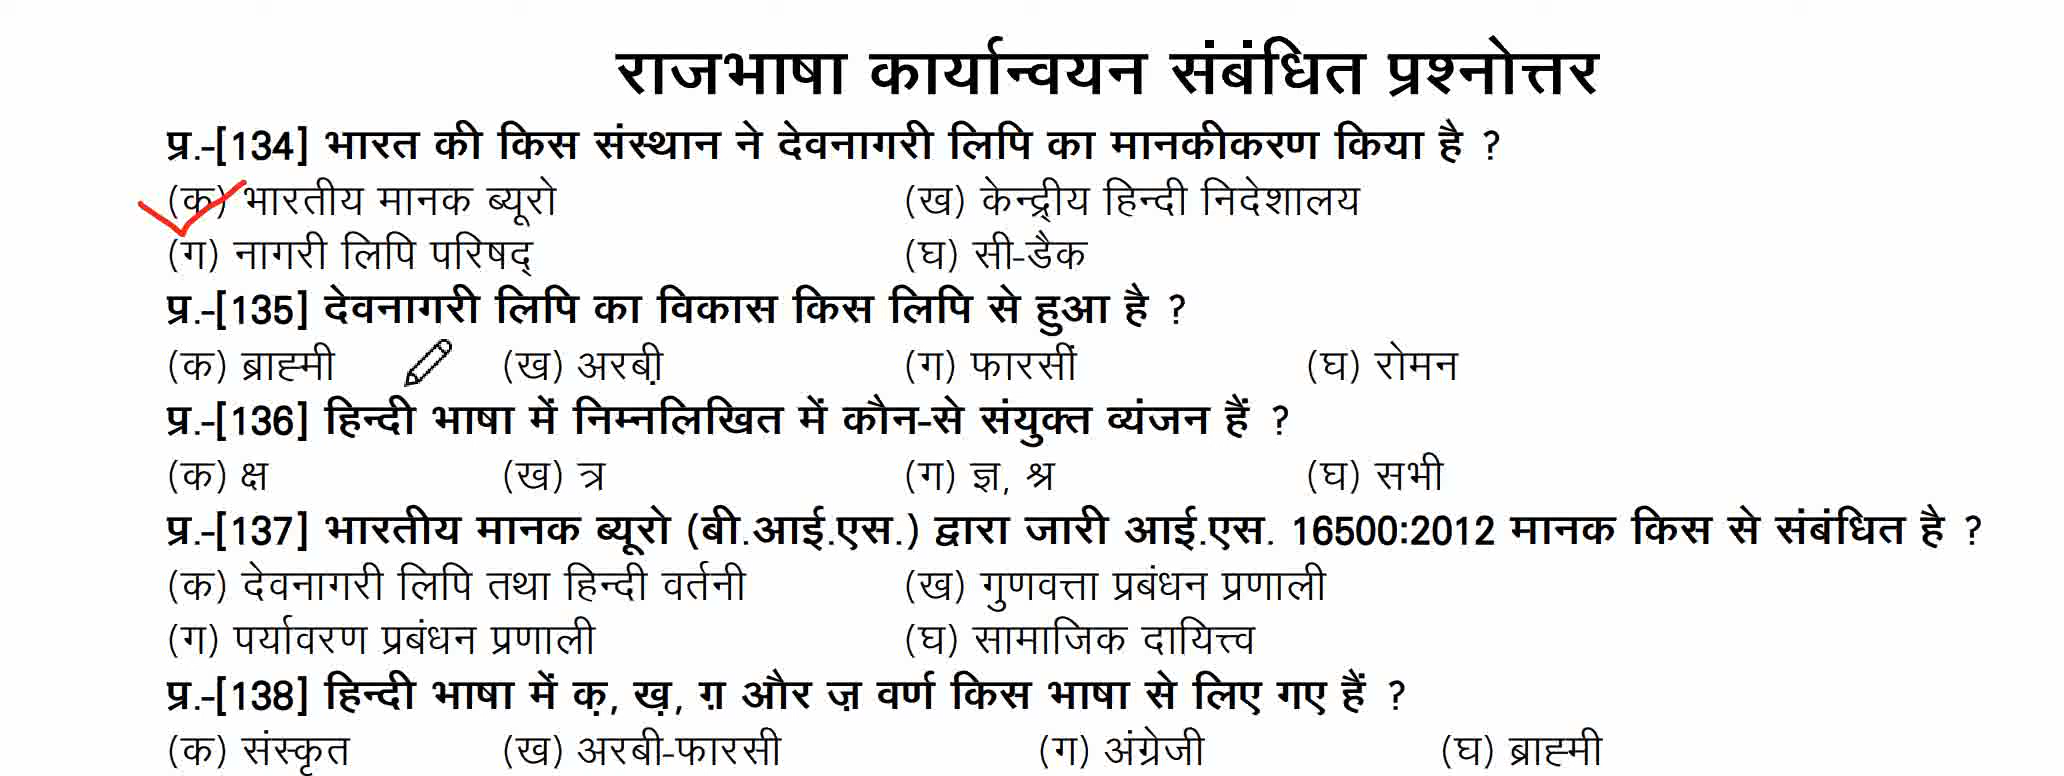 राजभाषा कार्यान्वयन संबंधित प्रश्नोत्तर
प्र.-[134] भारत की किस संस्थान ने देवनागरी लिपि का मानकीकरण किया है ?
(क) भारतीय मानक ब्यूरो (ख) केन्द्रीय हिन्दी निदेशालय
(ग) नागरी लिपि परिषद् (घ) सी-डैक
प्र.-[135] देवनागरी लिपि का विकास किस लिपि से हुआ है ?
(क) ब्राह्मी (ख) अरबी़ (ग) फारसीं (घ) रोमन
प्र.-[136] हिन्दी भाषा में निम्नलिखित में कौन-से संयुक्त व्यंजन हैं ?
(क) क्ष (ख) त्र (ग) ज्ञ, श्र (घ) सभी
प्र.-[137] भारतीय मानक ब्यूरो (बी.आई.एस.) द्वारा जारी आई.एस. 16500:2012 मानक किस से संबंधित है ?
(क) देवनागरी लिपि तथा हिन्दी वर्तनी (ख) गुणवत्ता प्रबंधन प्रणाली
(ग) पर्यावरण प्रबंधन प्रणाली (घ) सामाजिक दायित्त्व
प्र.-[138] हिन्दी भाषा में क़, ख़, ग़ और ज़ वर्ण किस भाषा से लिए गए हैं ?
(क) संस्कृत (ख) अरबी-फारसी (ग) अंग्रेजी (घ) ब्राह्मी